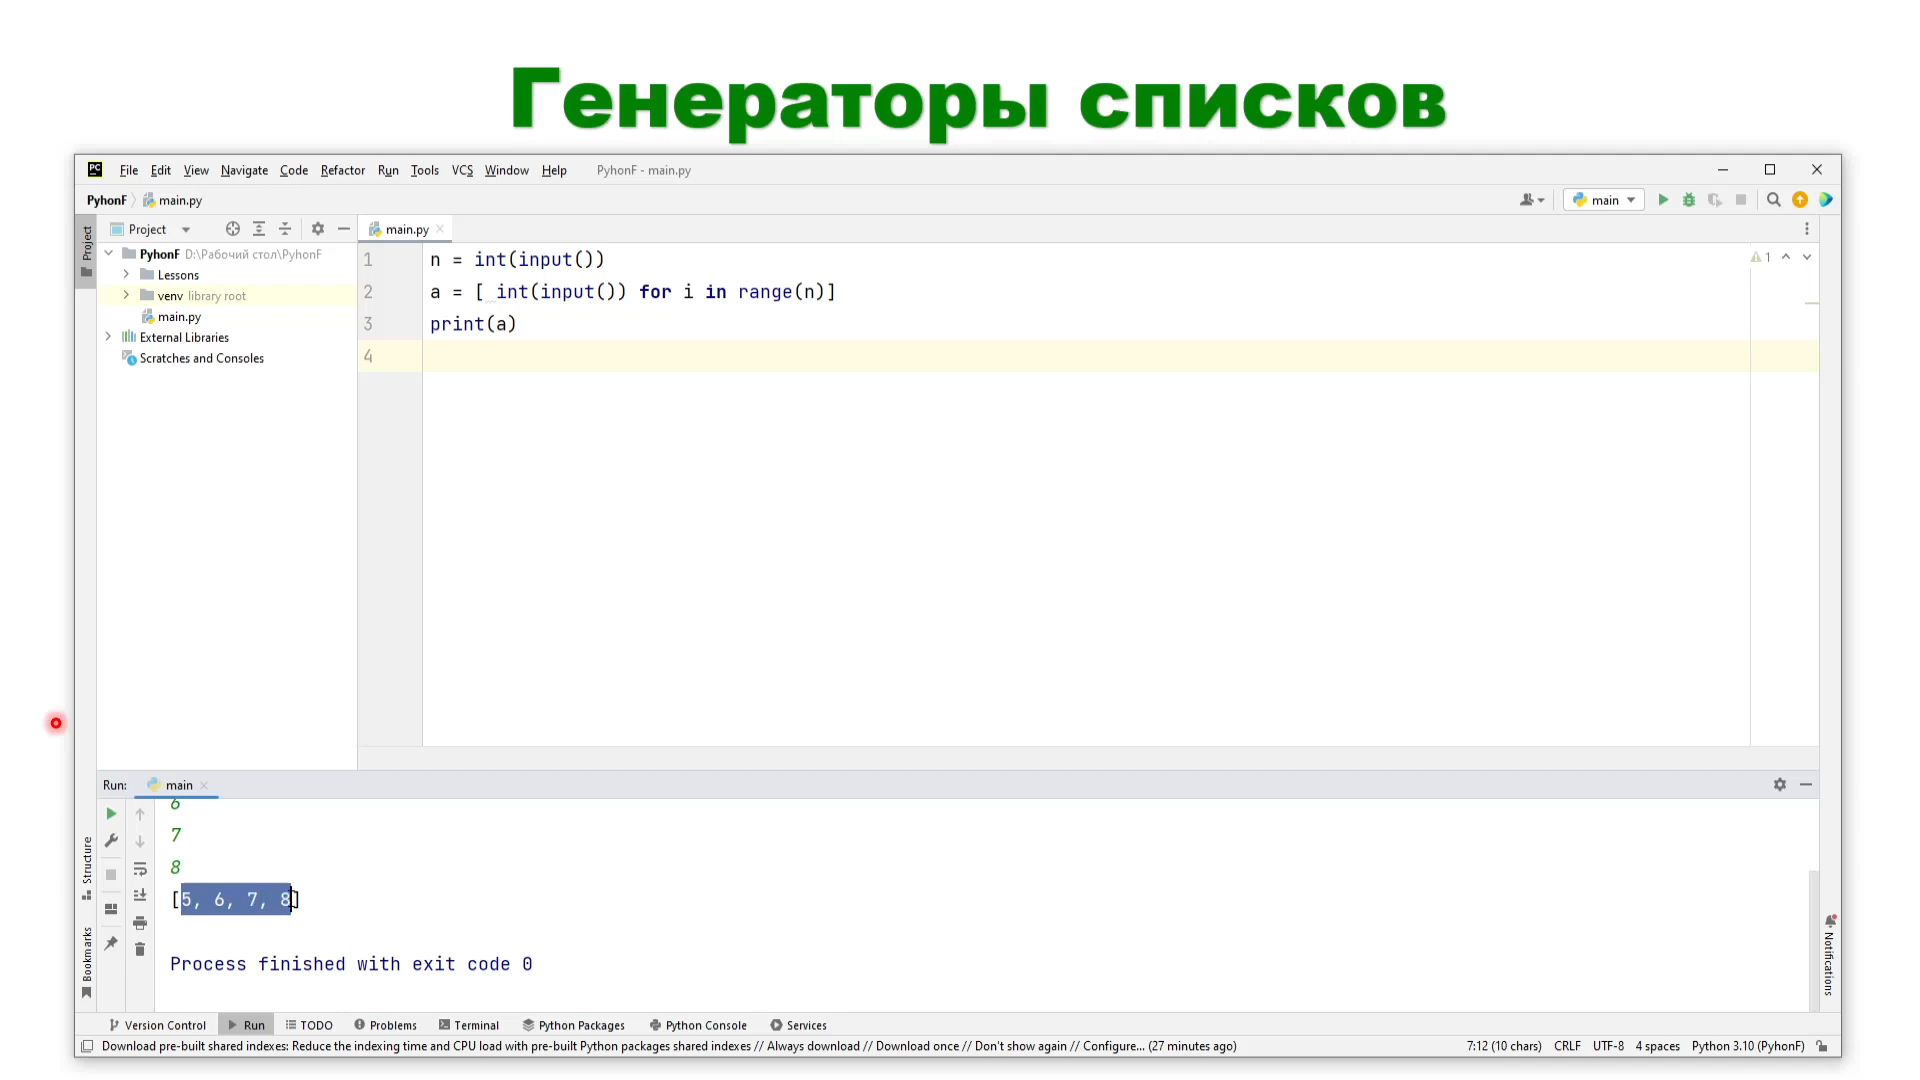 Генераторы списков
File Edit View Navigate Code Refactor Run Tools VCS Window Help PyhonF - main.py
PyhonF main.py main
Project main.py
Project
PyhonF D:\Рабочий стол\PyhonF
Lessons
venv library root
main.py
External Libraries
Scratches and Consoles
1 n = int(input())
2 a = [ int(input()) for i in range(n)]
3 print(a)
4
1
Run: main
6
7
8
[5, 6, 7, 8]
Process finished with exit code 0
Structure
Bookmarks
Notifications
Version Control Run TODO Problems Terminal Python Packages Python Console Services
Download pre-built shared indexes: Reduce the indexing time and CPU load with pre-built Python packages shared indexes // Always download // Download once // Don't show again // Configure... (27 minutes ago) 7:12 (10 chars) CRLF UTF-8 4 spaces Python 3.10 (PyhonF)